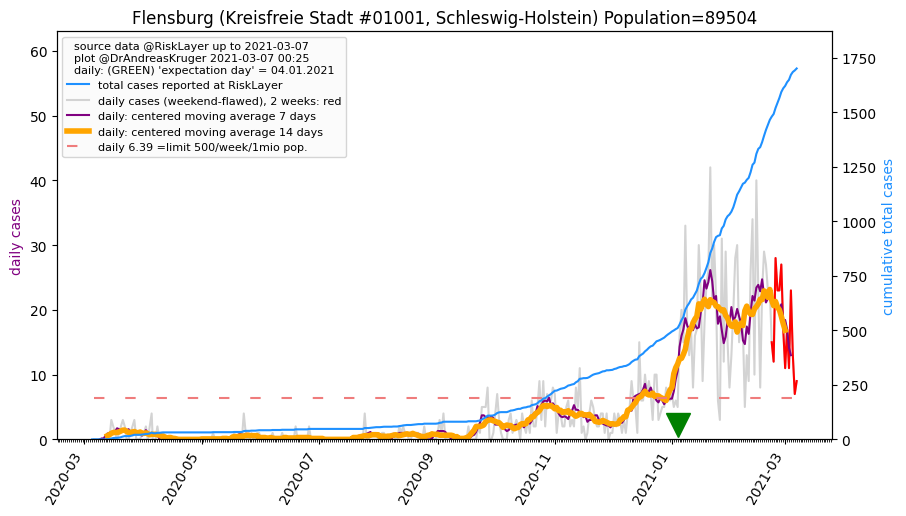 Flensburg (Kreisfreie Stadt #01001, Schleswig-Holstein) Population=89504
source data @RiskLayer up to 2021-03-07
plot @DrAndreasKruger 2021-03-07 00:25
daily: (GREEN) 'expectation day' = 04.01.2021
total cases reported at RiskLayer
daily cases (weekend-flawed), 2 weeks: red
daily: centered moving average 7 days
daily: centered moving average 14 days
daily 6.39 =limit 500/week/1mio pop.
daily cases
60
50
40
30
20
10
0
cumulative total cases
1750
1500
1250
1000
750
500
250
0
2020-03
2020-05
2020-07
2020-09
2020-11
2021-01
2021-03